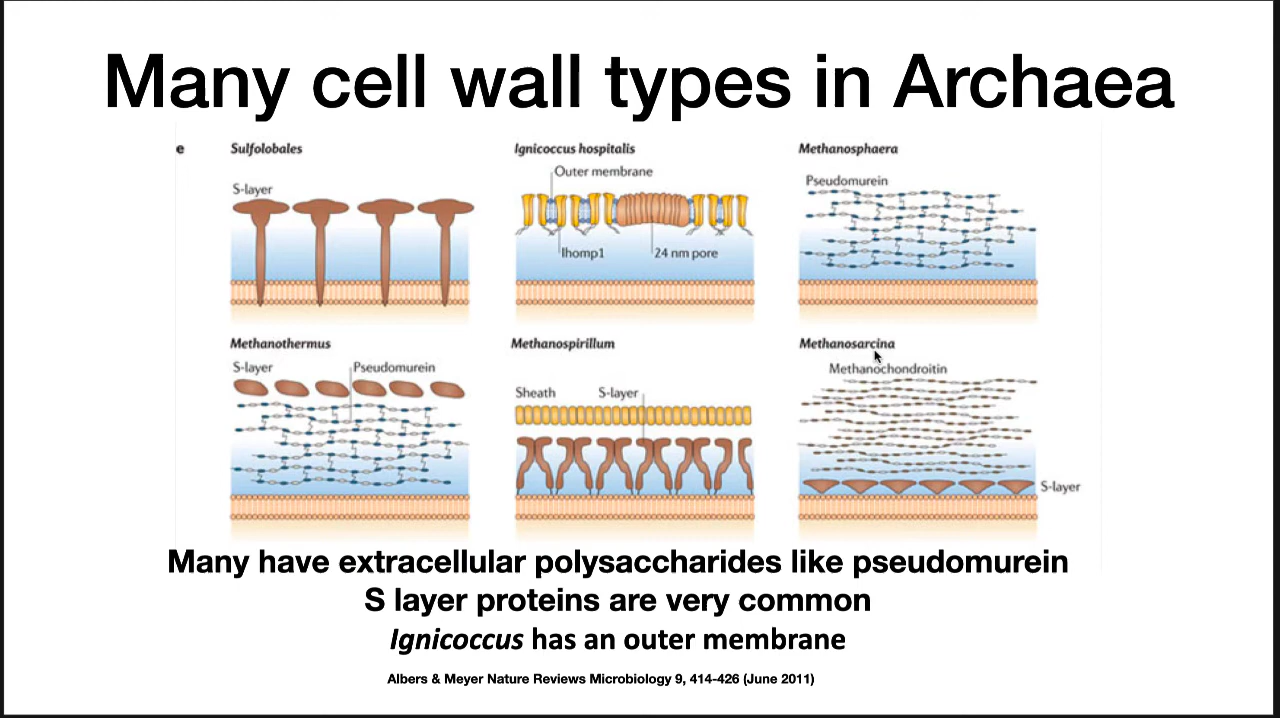 Many cell wall types in Archaea
e
Sulfolobales
S-layer
Ignicoccus hospitalis
Outer membrane
Ihomp1
24 nm pore
Methanosphaera
Pseudomurein
Methanothermus
S-layer
Pseudomurein
Methanospirillum
Sheath
S-layer
Methanosarcina
Methanochondroitin
S-layer
Many have extracellular polysaccharides like pseudomurein
S layer proteins are very common
Ignicoccus has an outer membrane
Albers & Meyer Nature Reviews Microbiology 9, 414-426 (June 2011)